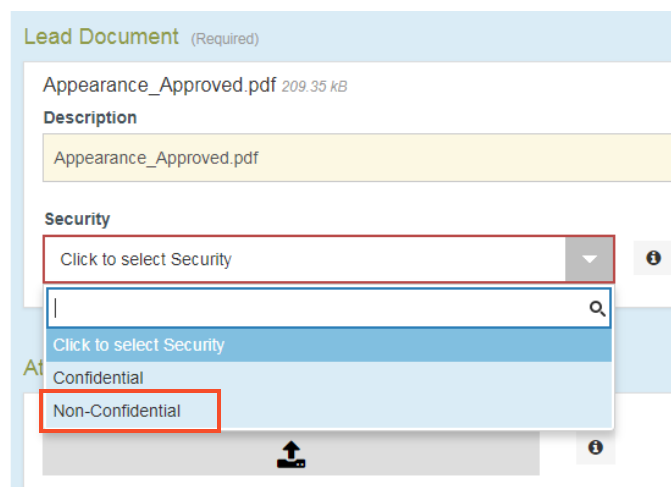 Lead Document (Required)
Appearance_Approved.pdf 209.35 kB
Description
Appearance_Approved.pdf
Security
Click to select Security
Click to select Security
At
Confidential
Non-Confidential